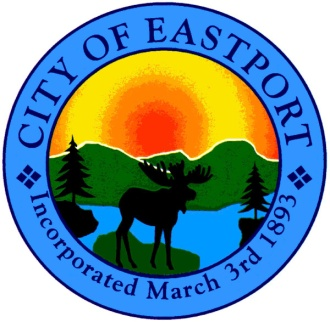 CITY OF EASTPORT
Incorporated March 3rd 1893